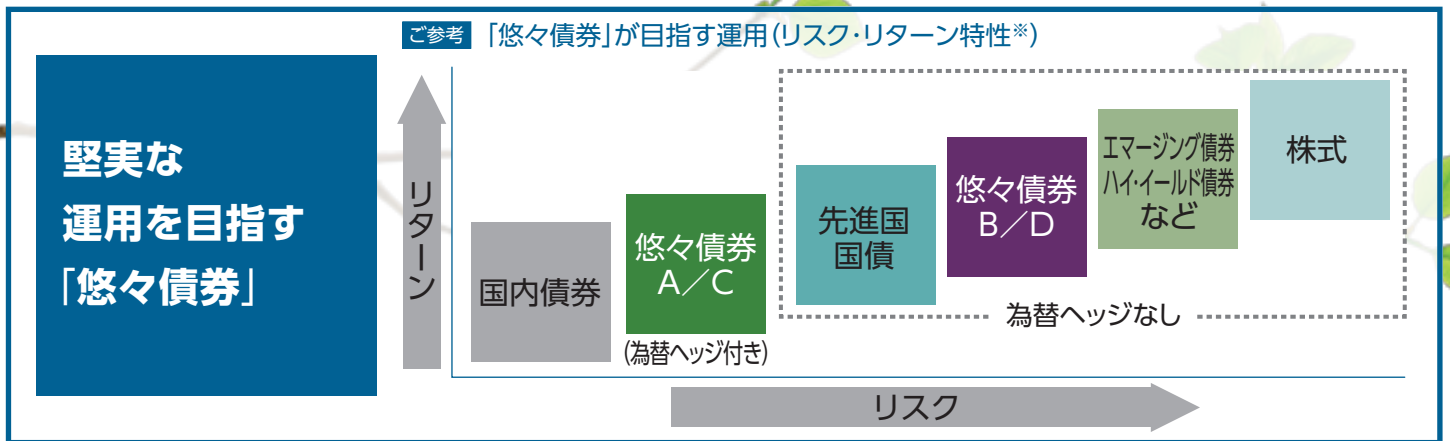 ご参考 「悠々債券」が目指す運用(リスク・リターン特性※)
堅実な
運用を目指す
「悠々債券」
リターン
国内債券
悠々債券
A/C
(為替ヘッジ付き)
先進国
国債
悠々債券
B/D
エマージング債券
ハイ・イールド債券
など
株式
為替ヘッジなし
リスク